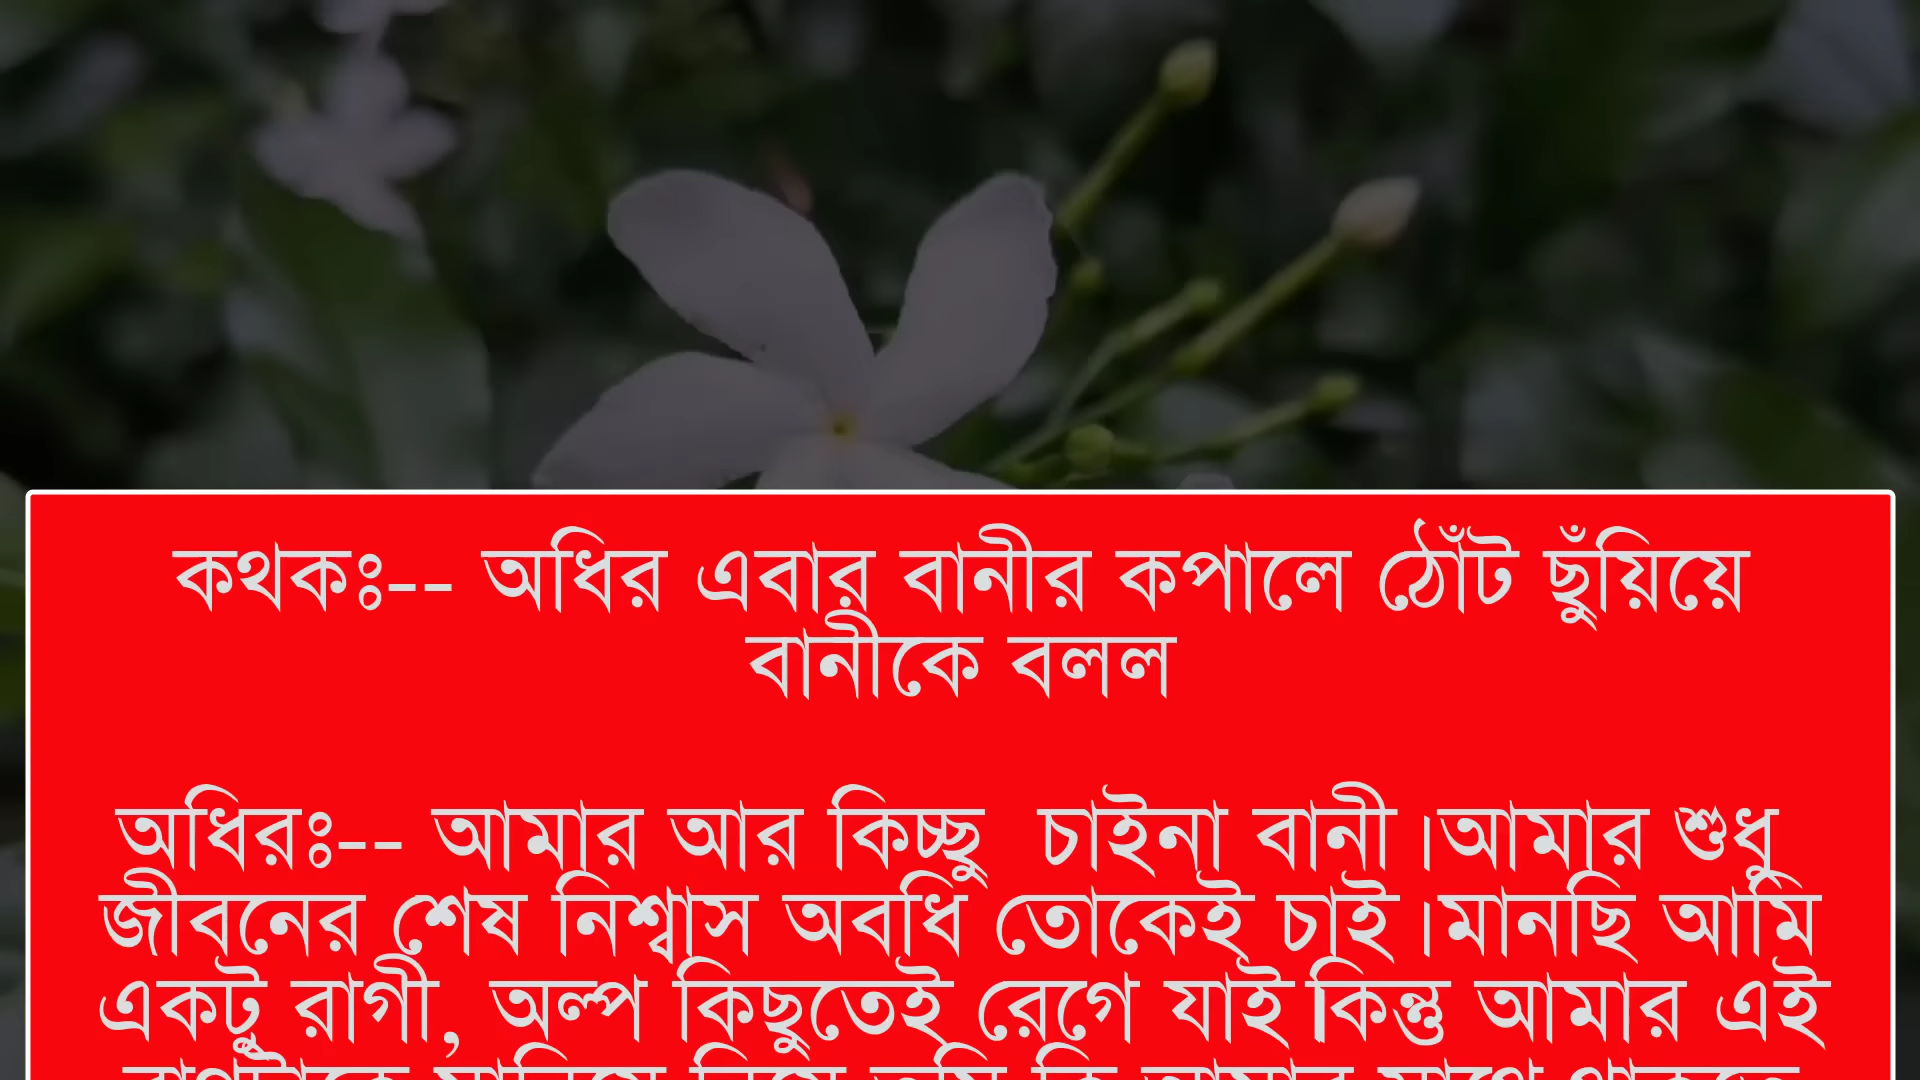 কথকঃ-- অধির এবার বানীর কপালে ঠোঁট ছুঁয়িয়ে
বানীকে বলল
অধিরঃ-- আমার আর কিচ্ছু  চাইনা বানী।আমার শুধু
জীবনের শেষ নিশ্বাস অবধি তোকেই চাই।মানছি আমি
একটু রাগী, অল্প কিছুতেই রেগে যাই।কিন্তু আমার এই